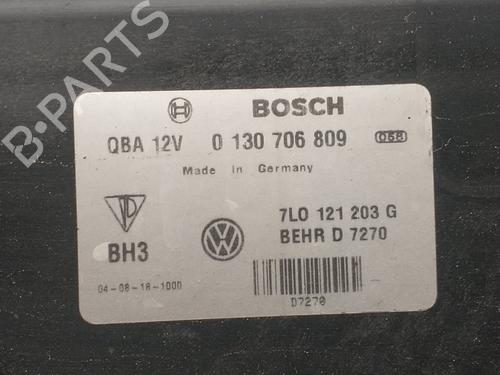 B-PARTS
BOSCH
QBA 12V 0 130 706 809 088
Made in Germany
7L0 121 203 G
BEHR D 7270
BH3
04-08-18-1000
D7270